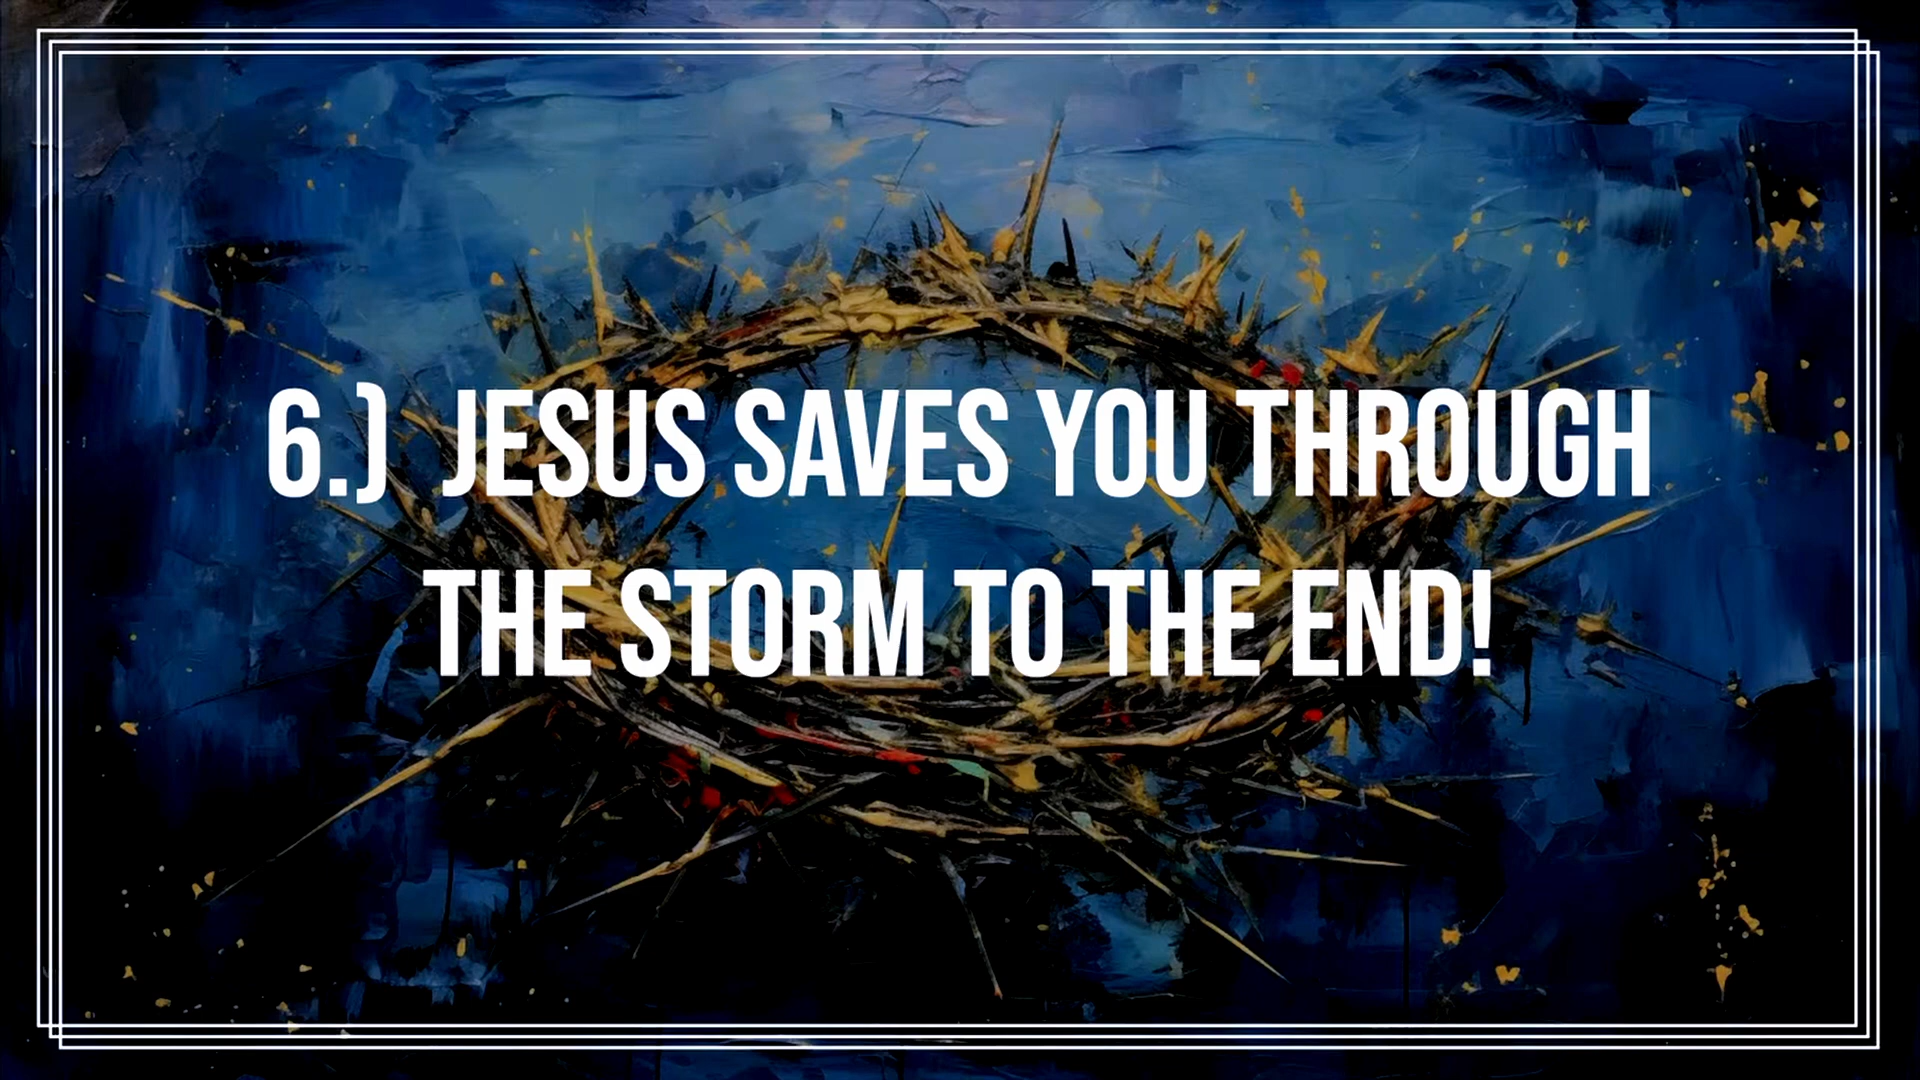 6.) JESUS SAVES YOU THROUGH
THE STORM TO THE END!